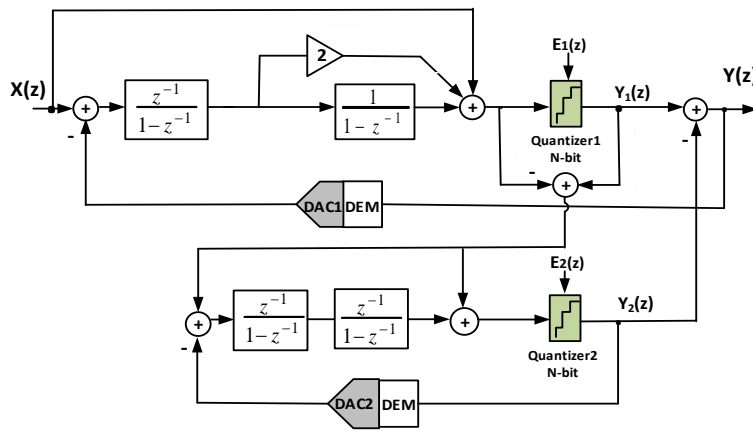 2
E1(z)
X(z)
Y1(z)
Y(z)
z^{-1}
1-z^{-1}
1
1-z^{-1}
Quantizer1
N-bit
DAC1
DEM
E2(z)
z^{-1}
1-z^{-1}
z^{-1}
1-z^{-1}
Y2(z)
Quantizer2
N-bit
DAC2
DEM